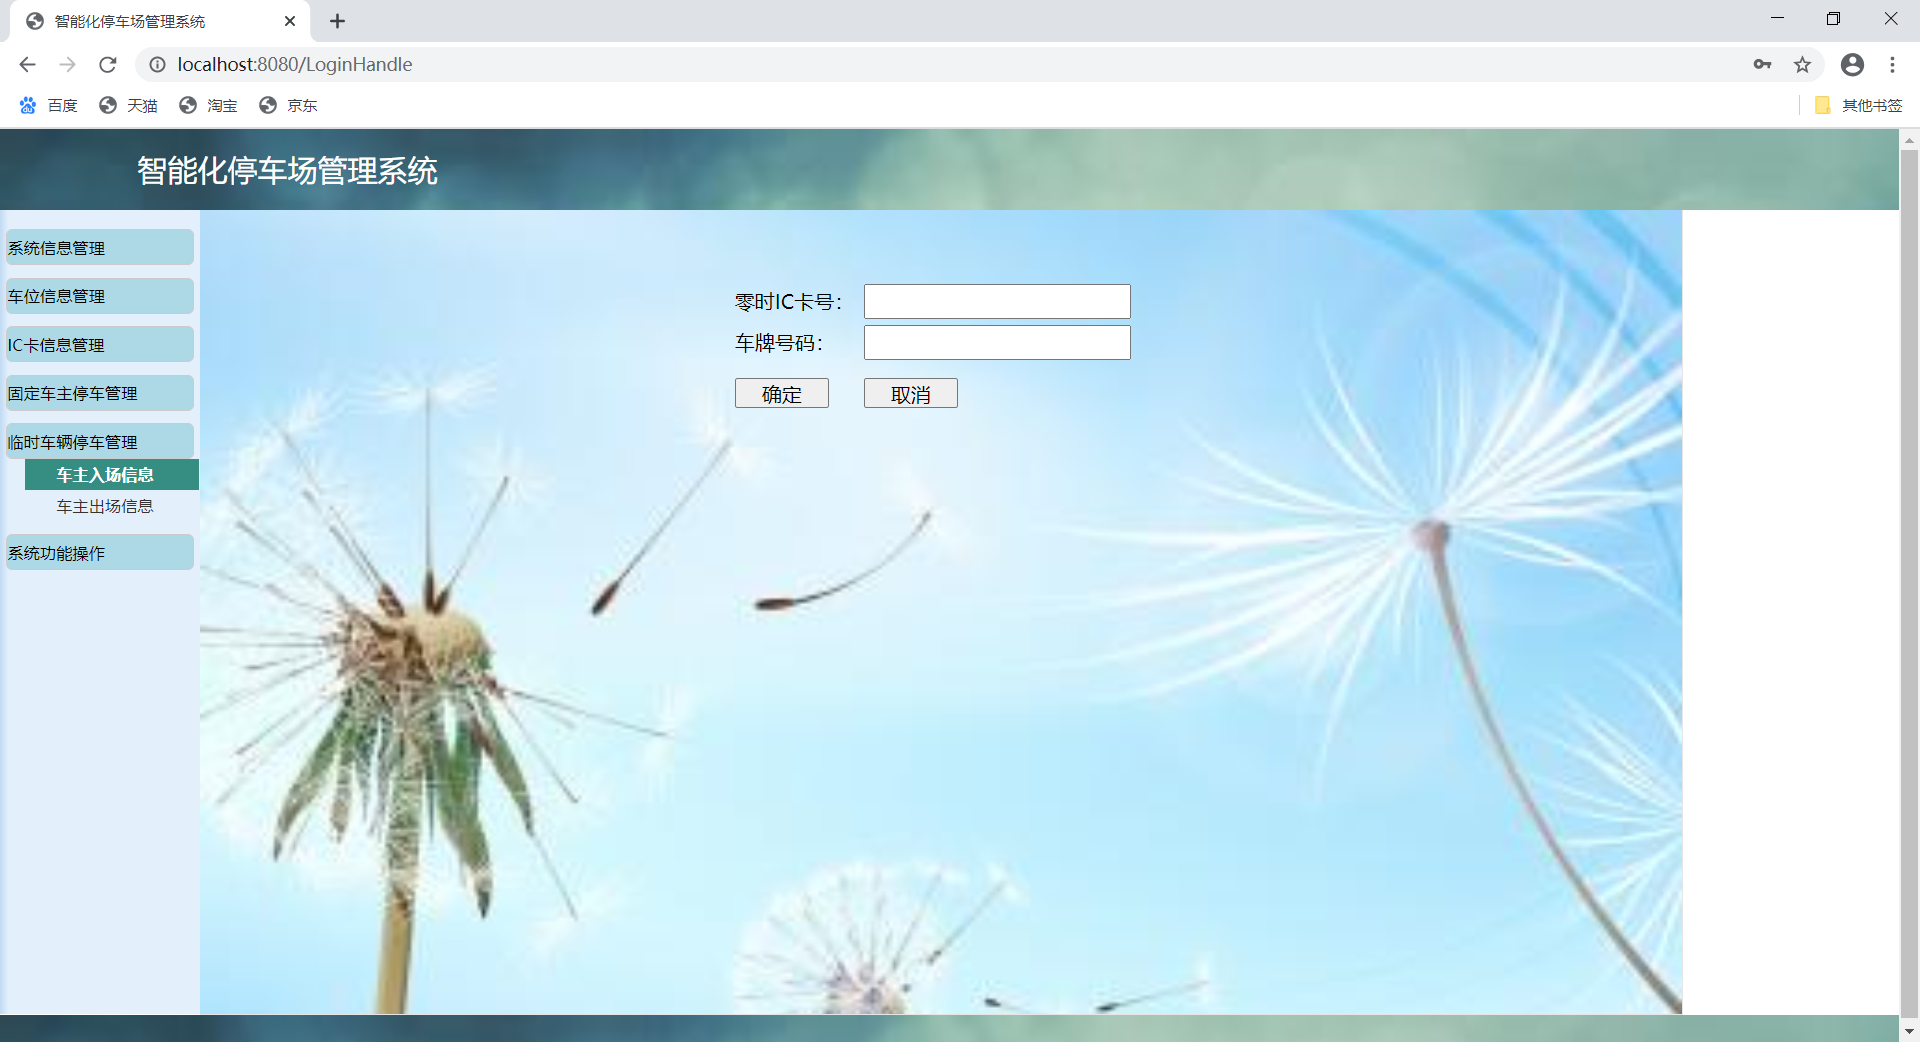 智能化停车场管理系统
localhost:8080/LoginHandle
百度 天猫 淘宝 京东 其他书签
智能化停车场管理系统
系统信息管理
车位信息管理
IC卡信息管理
固定车主停车管理
临时车辆停车管理
车主入场信息
车主出场信息
系统功能操作
零时IC卡号：
车牌号码：
确定 取消